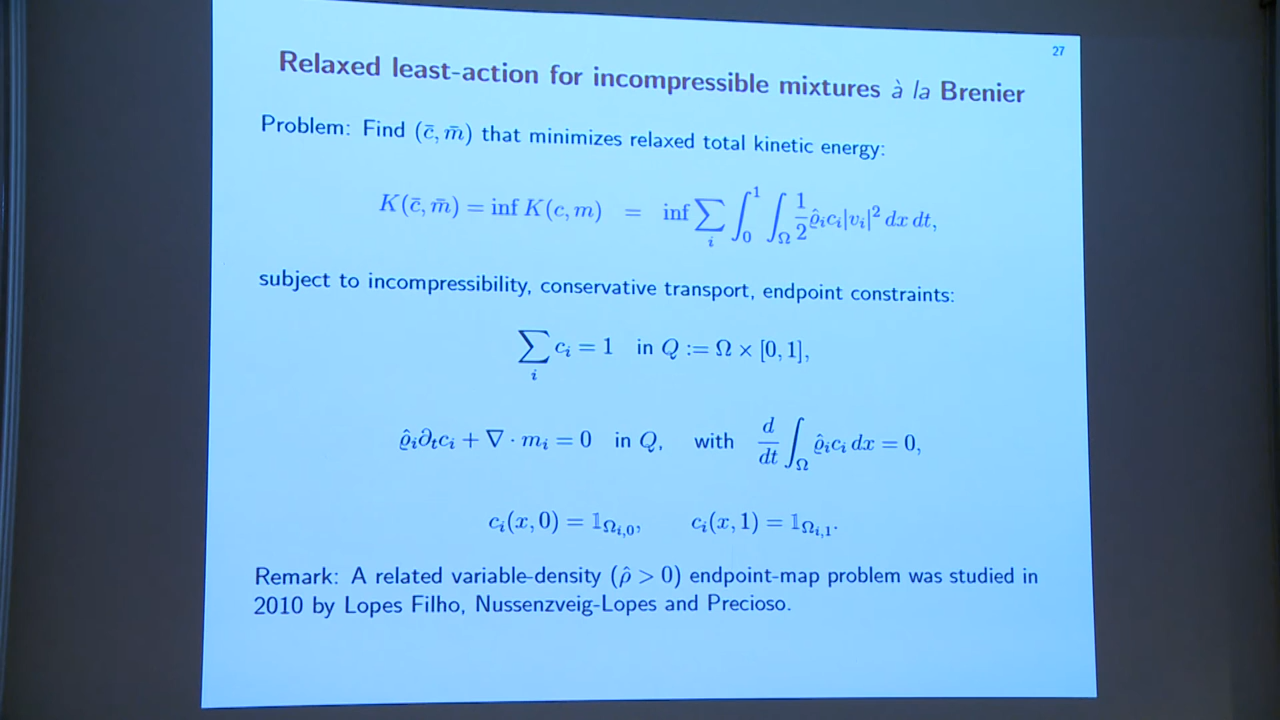 27
Relaxed least-action for incompressible mixtures à la Brenier
Problem: Find (c̄, m̄) that minimizes relaxed total kinetic energy:
K(c̄, m̄) = inf K(c, m) = inf ∑_i ∫_0^1 ∫_Ω 1/2 ϱ̂_i c_i |v_i|² dx dt,
subject to incompressibility, conservative transport, endpoint constraints:
∑_i c_i = 1 in Q := Ω × [0, 1],
ϱ̂_i ∂_t c_i + ∇ · m_i = 0 in Q, with d/dt ∫_Ω ϱ̂_i c_i dx = 0,
c_i(x, 0) = 𝟙_{Ω_{i,0}}, c_i(x, 1) = 𝟙_{Ω_{i,1}}.
Remark: A related variable-density (ρ̂ > 0) endpoint-map problem was studied in
2010 by Lopes Filho, Nussenzveig-Lopes and Precioso.